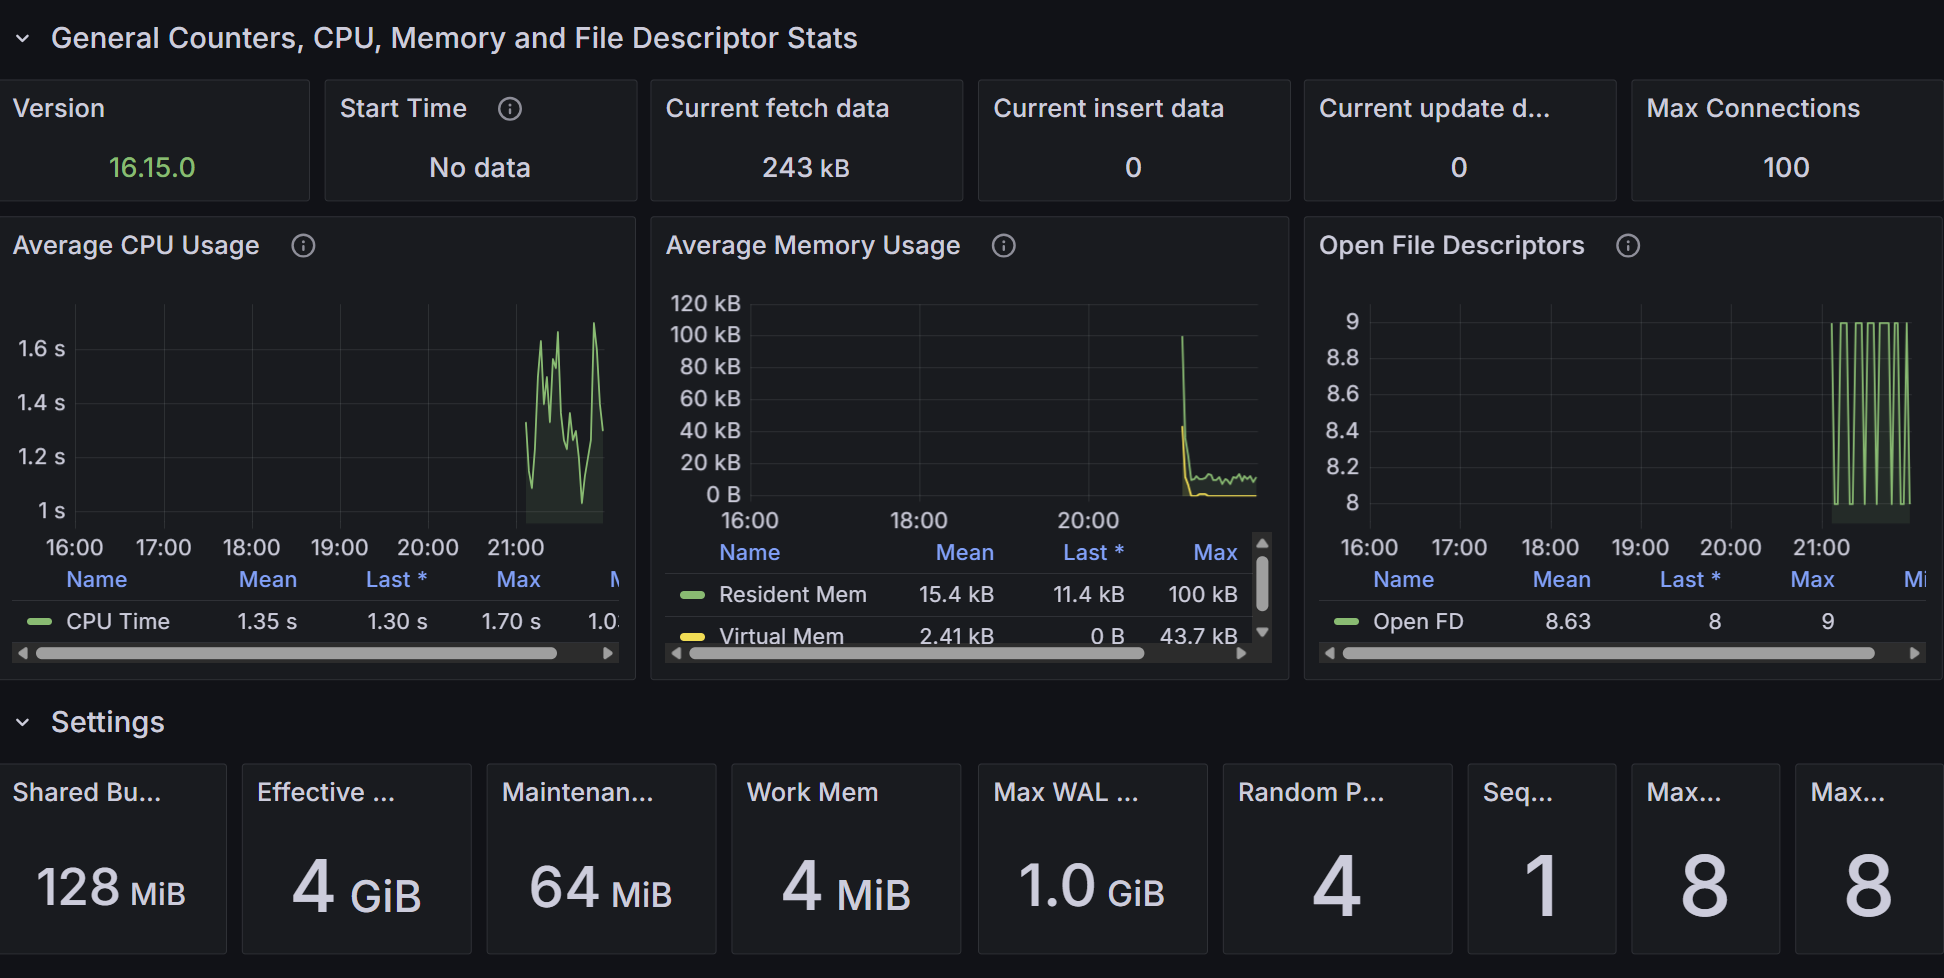 General Counters, CPU, Memory and File Descriptor Stats
Version
16.15.0
Start Time
No data
Current fetch data
243 kB
Current insert data
0
Current update d...
0
Max Connections
100
Average CPU Usage
1.6 s
1.4 s
1.2 s
1 s
16:00 17:00 18:00 19:00 20:00 21:00
Name Mean Last * Max
CPU Time 1.35 s 1.30 s 1.70 s
Average Memory Usage
120 kB
100 kB
80 kB
60 kB
40 kB
20 kB
0 B
16:00 18:00 20:00
Name Mean Last * Max
Resident Mem 15.4 kB 11.4 kB 100 kB
Virtual Mem 2.41 kB 0 B 43.7 kB
Open File Descriptors
9
8.8
8.6
8.4
8.2
8
16:00 17:00 18:00 19:00 20:00 21:00
Name Mean Last * Max Mi
Open FD 8.63 8 9
Settings
Shared Bu...
128 MiB
Effective ...
4 GiB
Maintenan...
64 MiB
Work Mem
4 MiB
Max WAL ...
1.0 GiB
Random P...
4
Seq...
1
Max...
8
Max...
8